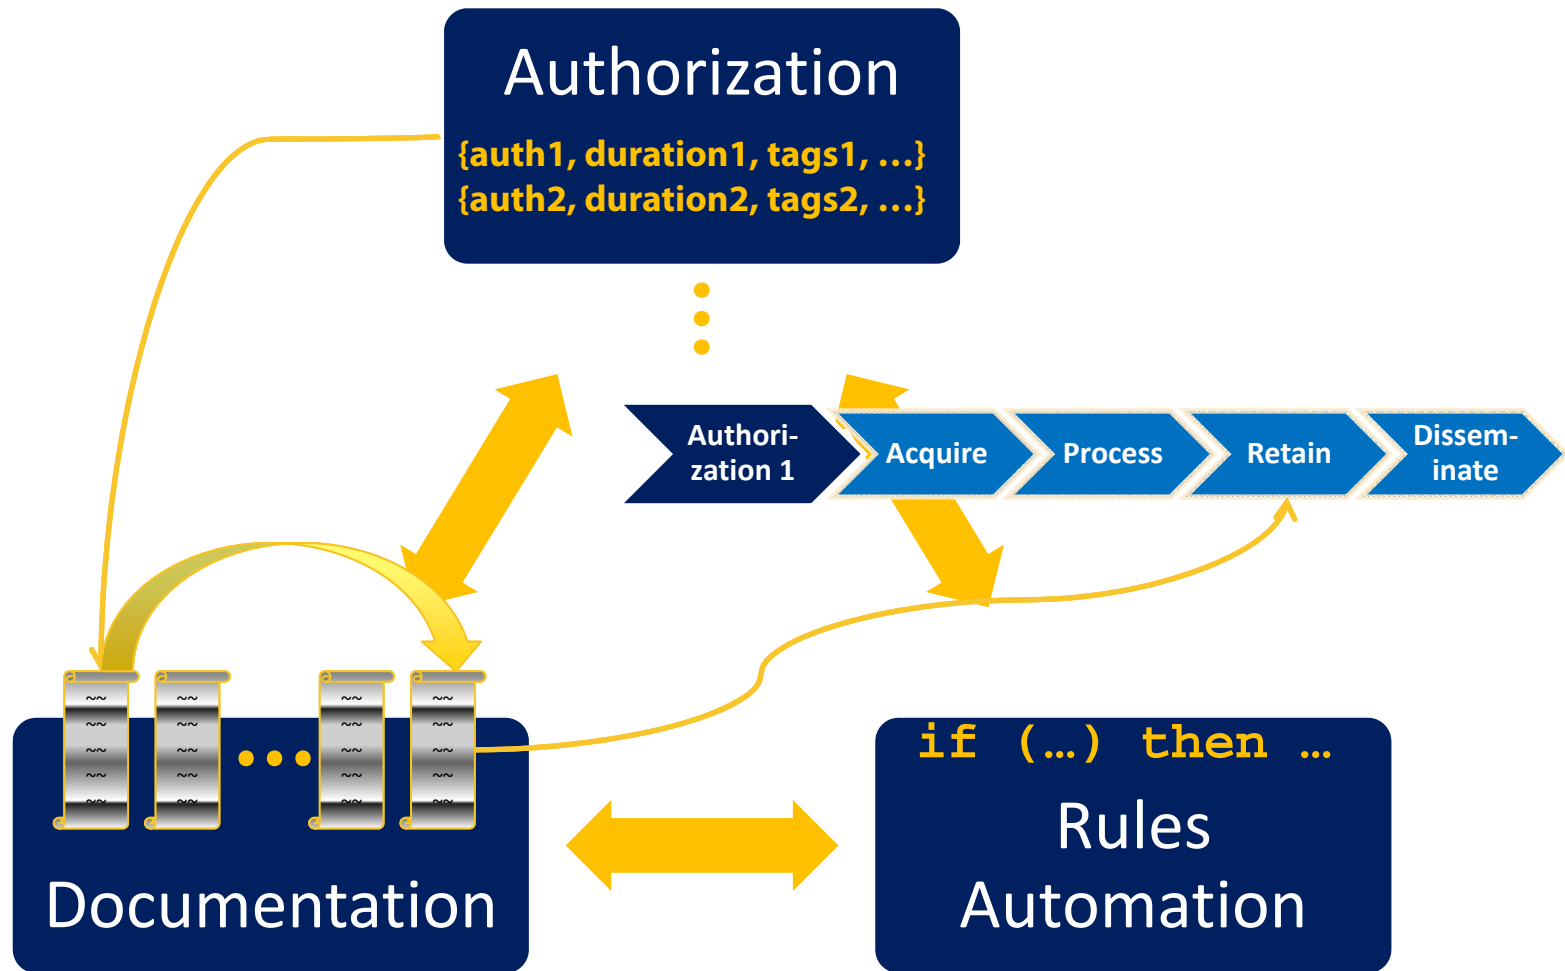 Authorization
{auth1, duration1, tags1, …}
{auth2, duration2, tags2, …}
Authori-
zation 1
Acquire
Process
Retain
Dissem-
inate
~~ ~~ ~~ ~~
~~ ~~ ~~ ~~
~~ ~~ ~~ ~~
~~ ~~ ~~ ~~
~~ ~~ ~~ ~~
Documentation
if (…) then …
Rules
Automation